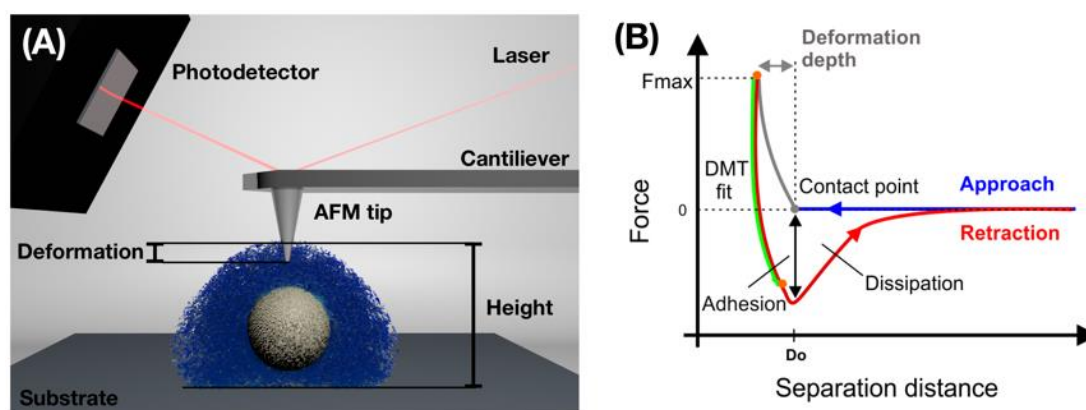 (A)
Photodetector
Laser
Cantiliever
AFM tip
Deformation
Height
Substrate
(B)
Deformation
depth
Fmax
DMT
fit
Contact point
Approach
0
Retraction
Force
Adhesion
Dissipation
Do
Separation distance